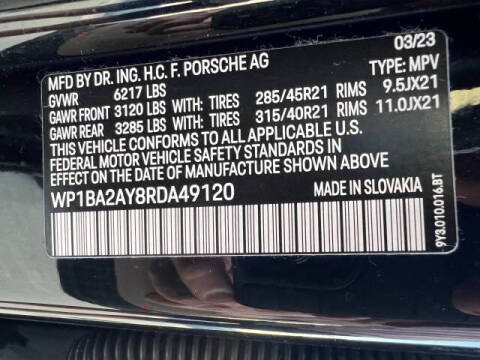 03/23
MFD BY DR. ING. H.C. F. PORSCHE AG TYPE: MPV
GVWR 6217 LBS
GAWR FRONT 3120 LBS WITH: TIRES 285/45R21 RIMS 9.5JX21
GAWR REAR 3285 LBS WITH: TIRES 315/40R21 RIMS 11.0JX21
THIS VEHICLE CONFORMS TO ALL APPLICABLE U.S.
FEDERAL MOTOR VEHICLE SAFETY STANDARDS IN
EFFECT ON THE DATE OF MANUFACTURE SHOWN ABOVE
WP1BA2AY8RDA49120 MADE IN SLOVAKIA
9Y3.010.016.BT